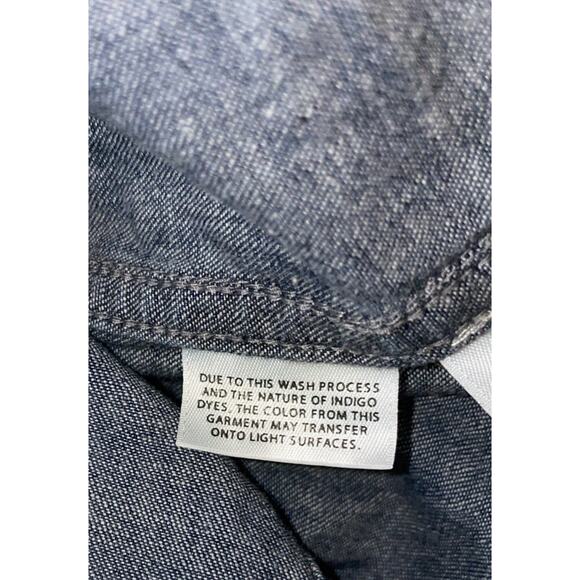 DUE TO THIS WASH PROCESS
AND THE NATURE OF INDIGO
DYES, THE COLOR FROM THIS
GARMENT MAY TRANSFER
ONTO LIGHT SURFACES.